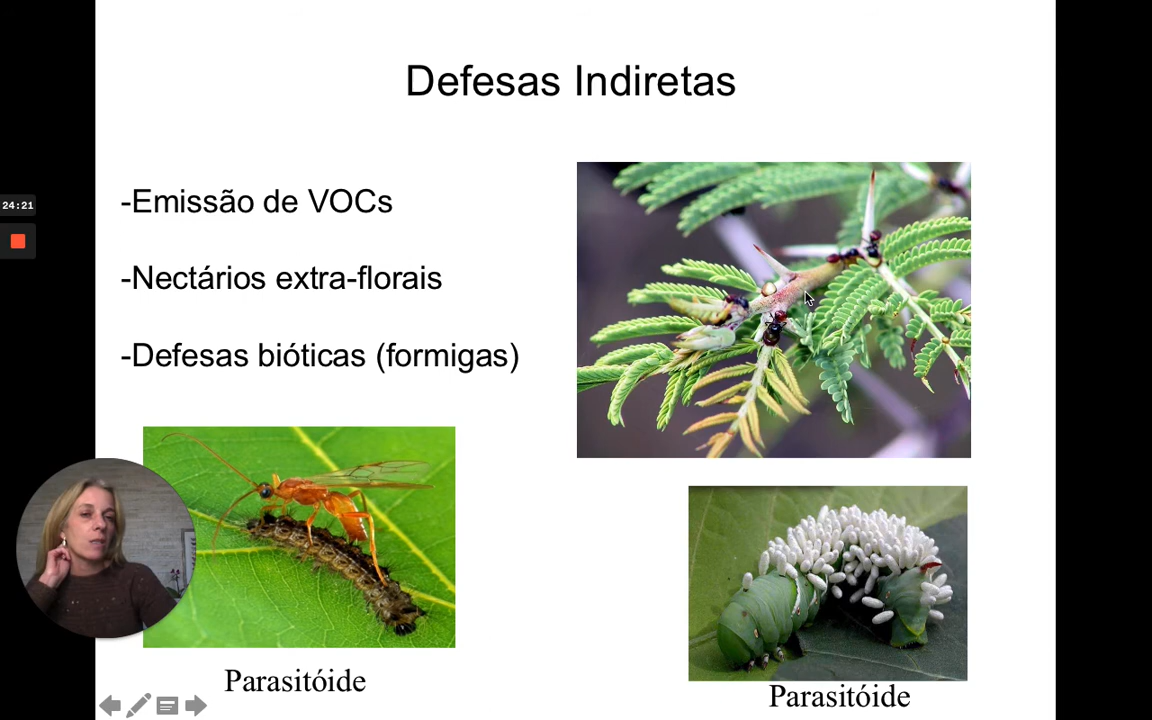 Defesas Indiretas
-Emissão de VOCs
24:21
-Nectários extra-florais
-Defesas bióticas (formigas)
Parasitóide
Parasitóide